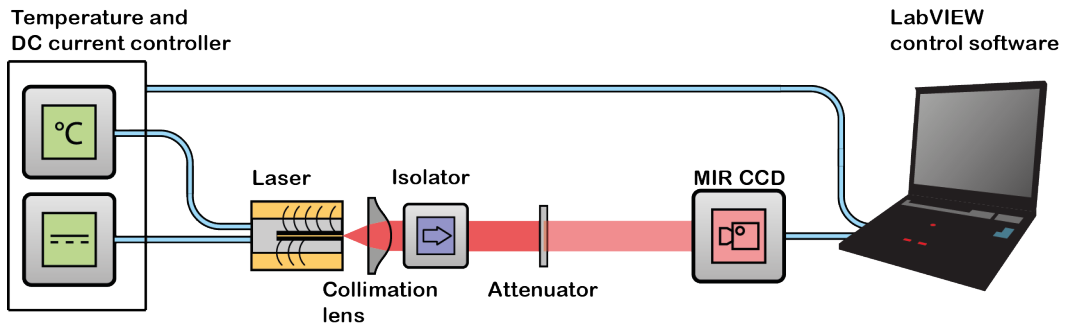 Temperature and
DC current controller
LabVIEW
control software
°C
Laser
Isolator
MIR CCD
Collimation
lens
Attenuator